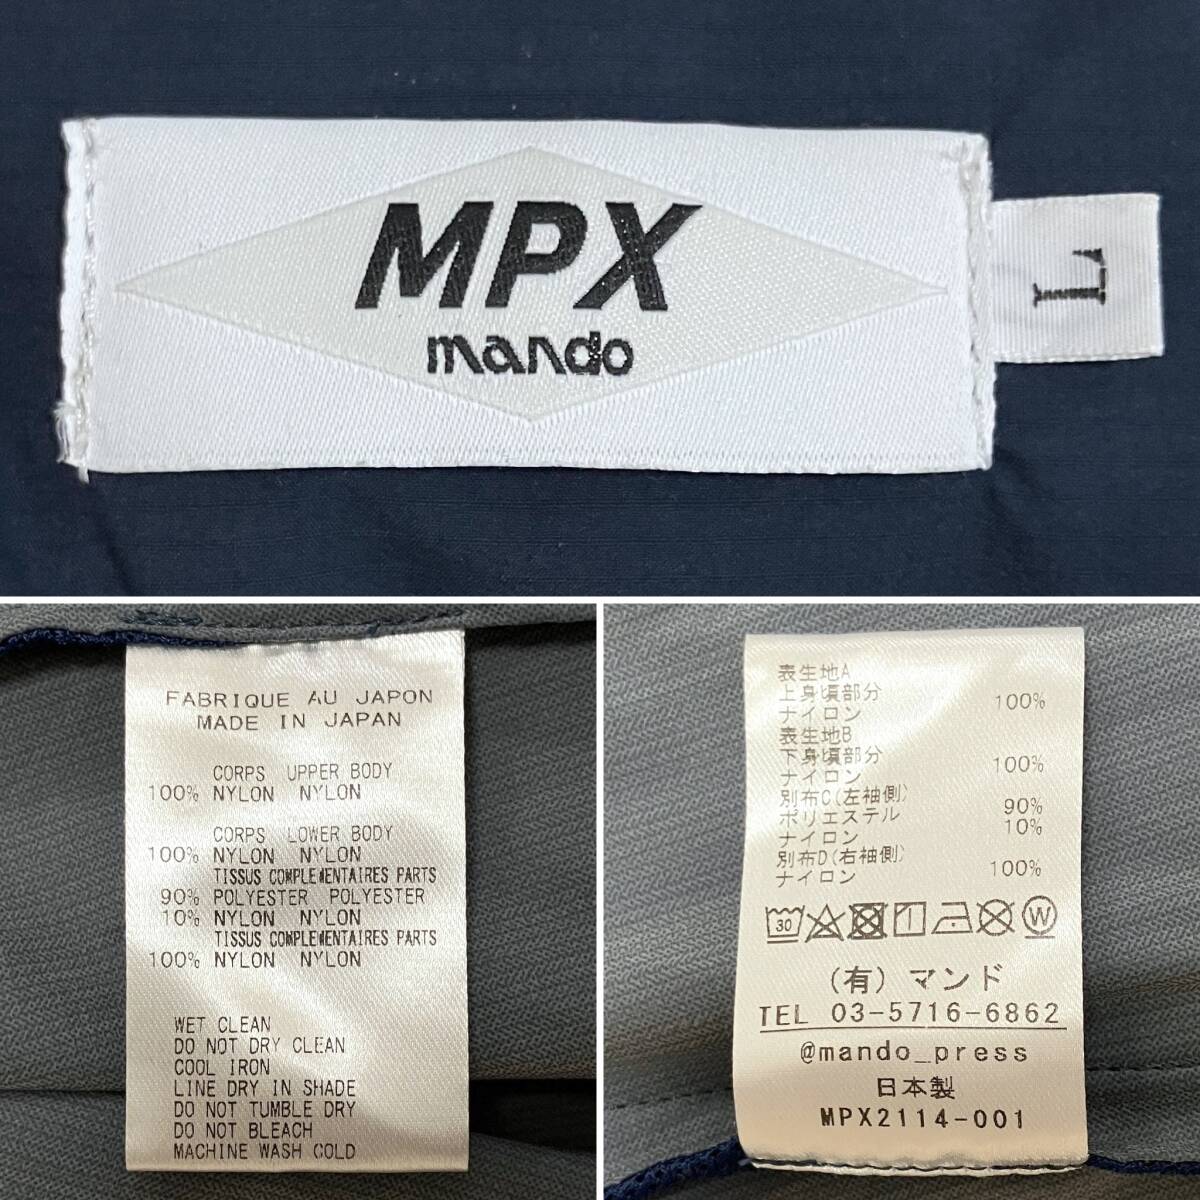 MPX
mando
L
FABRIQUE AU JAPON
MADE IN JAPAN
CORPS UPPER BODY
100% NYLON NYLON
CORPS LOWER BODY
100% NYLON NYLON
TISSUS COMPLEMENTAIRES PARTS
90% POLYESTER POLYESTER
10% NYLON NYLON
TISSUS COMPLEMENTAIRES PARTS
100% NYLON NYLON
WET CLEAN
DO NOT DRY CLEAN
COOL IRON
LINE DRY IN SHADE
DO NOT TUMBLE DRY
DO NOT BLEACH
MACHINE WASH COLD
表生地A
上身頃部分
ナイロン 100%
表生地B
下身頃部分
ナイロン 100%
別布C(左袖側)
ポリエステル 90%
ナイロン 10%
別布D(右袖側)
ナイロン 100%
30 W
(有)マンド
TEL 03-5716-6862
@mando_press
日本製
MPX2114-001